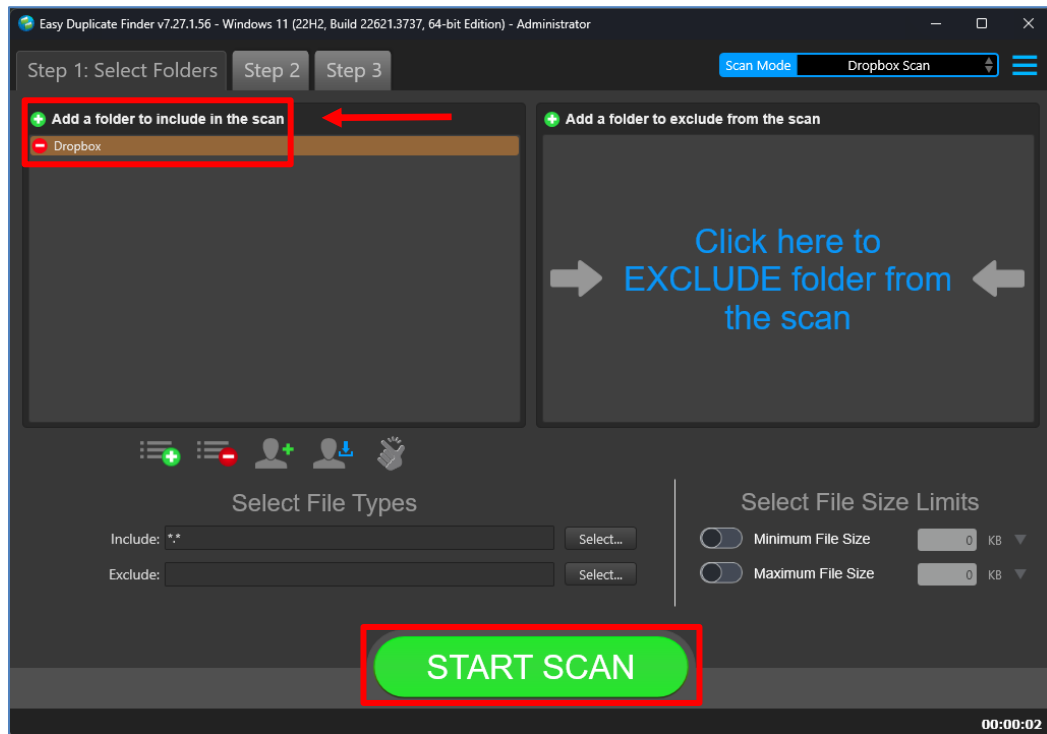 Easy Duplicate Finder v7.27.1.56 - Windows 11 (22H2, Build 22621.3737, 64-bit Edition) - Administrator
Step 1: Select Folders
Step 2
Step 3
Scan Mode
Dropbox Scan
Add a folder to include in the scan
Dropbox
Add a folder to exclude from the scan
Click here to
EXCLUDE folder from
the scan
Select File Types
Include: *.*
Select...
Exclude:
Select...
Select File Size Limits
Minimum File Size
0 KB
Maximum File Size
0 KB
START SCAN
00:00:02